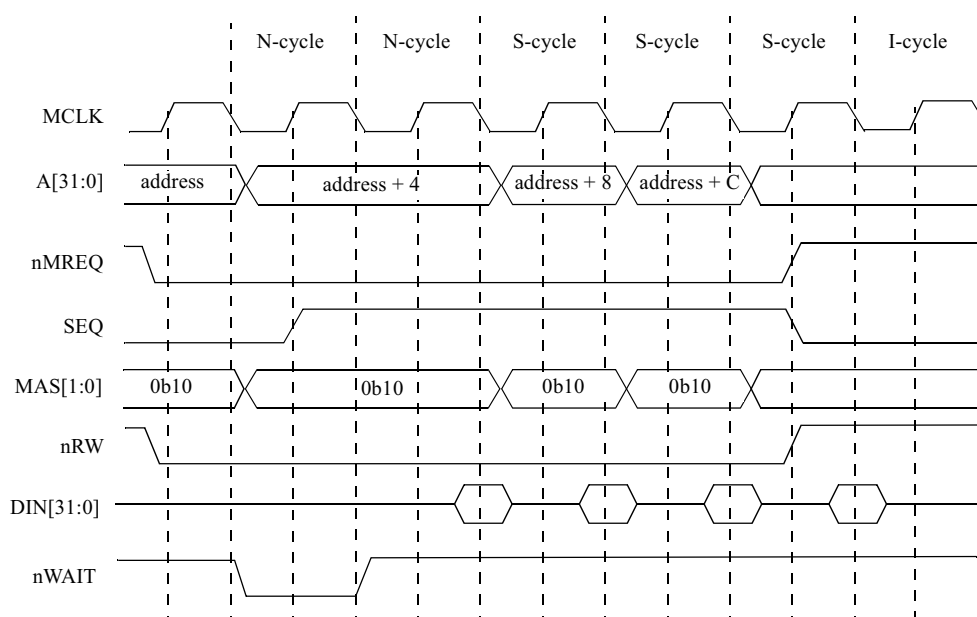 N-cycle N-cycle S-cycle S-cycle S-cycle I-cycle
MCLK
A[31:0] address address + 4 address + 8 address + C
nMREQ
SEQ
MAS[1:0] 0b10 0b10 0b10 0b10
nRW
DIN[31:0]
nWAIT